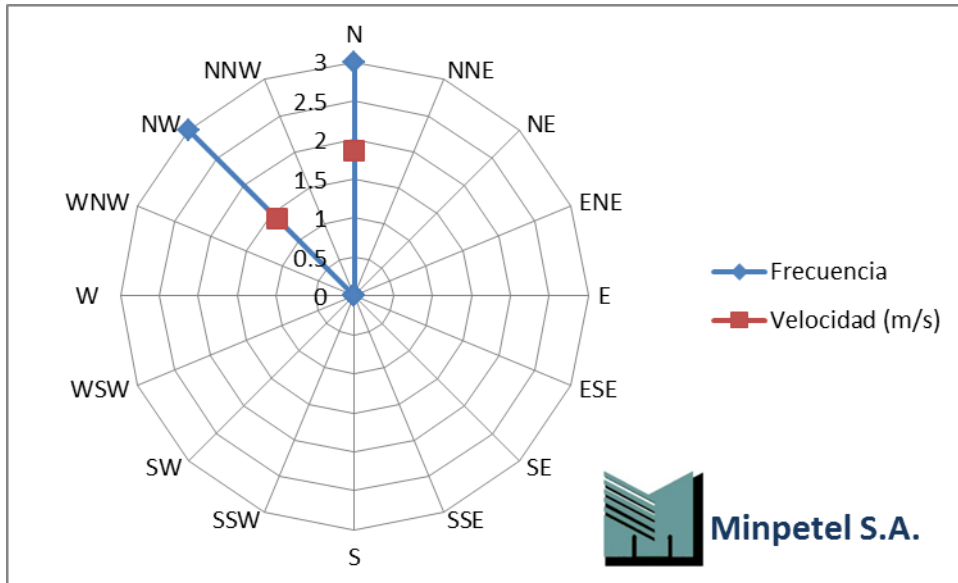 N
NNE
NE
ENE
E
ESE
SE
SSE
S
SSW
SW
WSW
W
WNW
NW
NNW
3
2.5
2
1.5
1
0.5
0
Frecuencia
Velocidad (m/s)
Minpetel S.A.